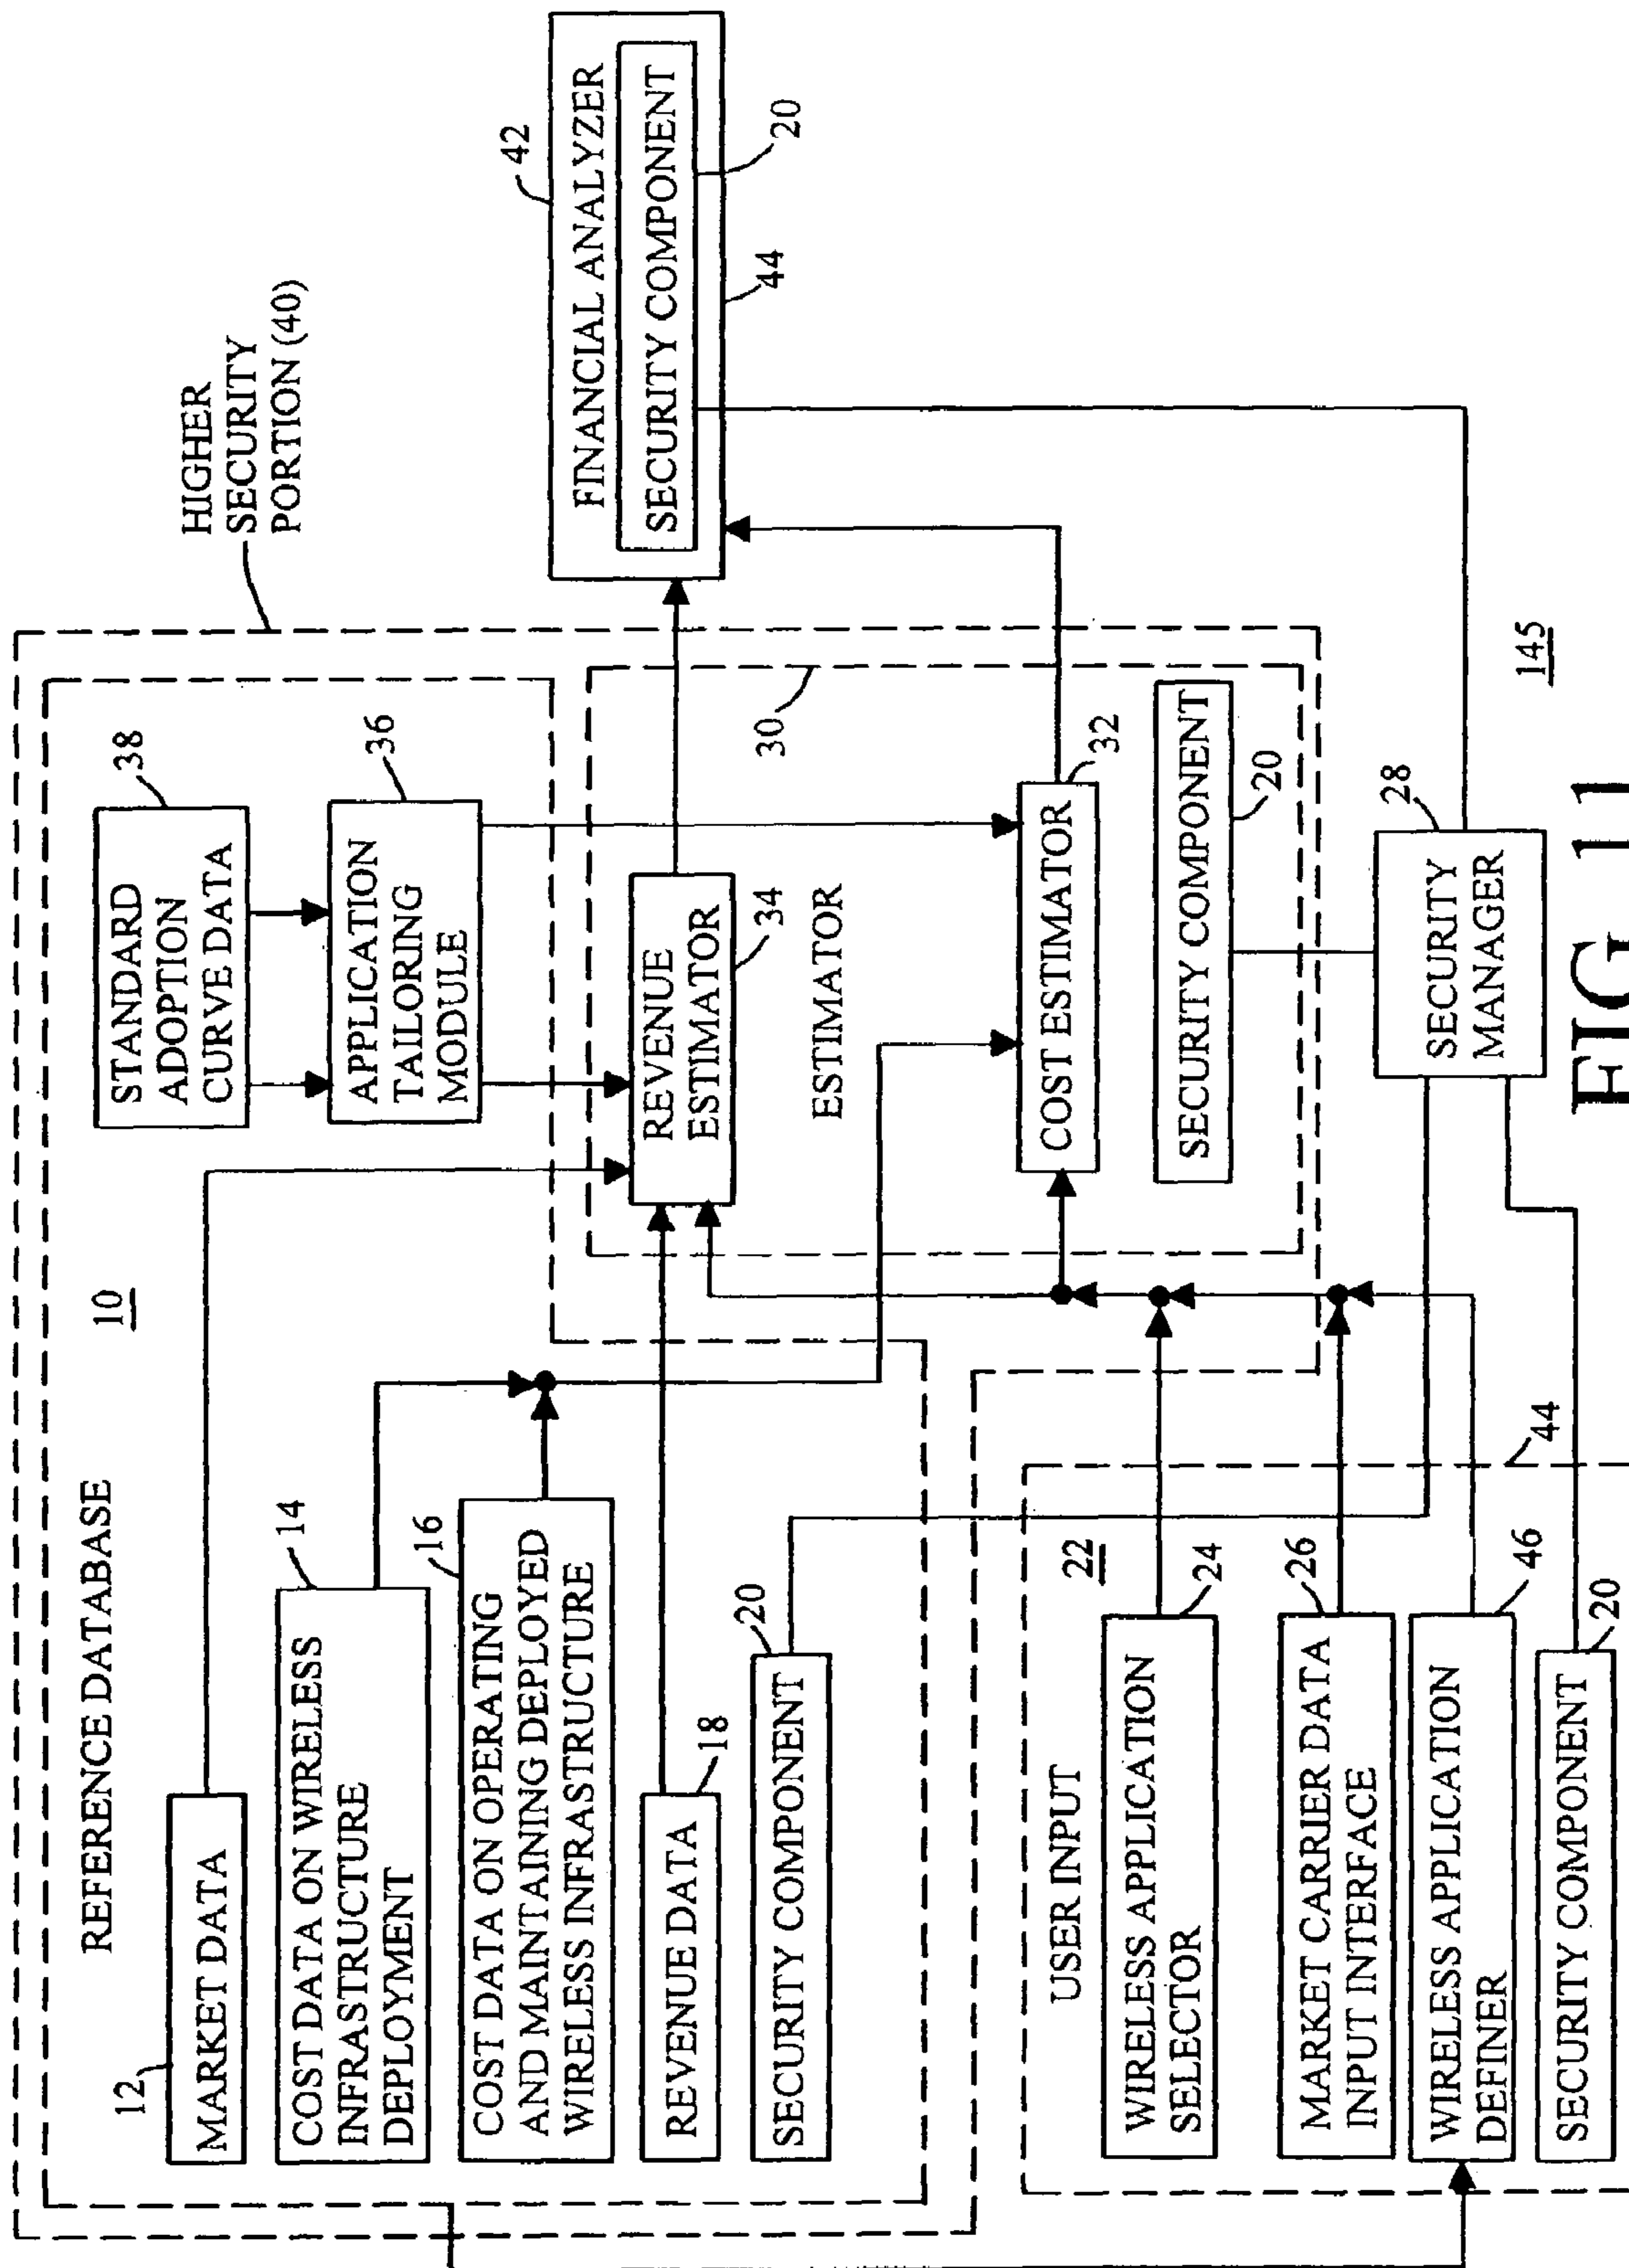 HIGHER
SECURITY
PORTION (40)
REFERENCE DATABASE
10
12
MARKET DATA
14
COST DATA ON WIRELESS
INFRASTRUCTURE
DEPLOYMENT
16
COST DATA ON OPERATING
AND MAINTAINING DEPLOYED
WIRELESS INFRASTRUCTURE
18
REVENUE DATA
20
SECURITY COMPONENT
38
STANDARD
ADOPTION
CURVE DATA
36
APPLICATION
TAILORING
MODULE
REVENUE
ESTIMATOR
34
ESTIMATOR
30
COST ESTIMATOR
32
SECURITY COMPONENT
20
42
FINANCIAL ANALYZER
SECURITY COMPONENT
20
44
USER INPUT
22
44
WIRELESS APPLICATION
SELECTOR
24
MARKET CARRIER DATA
INPUT INTERFACE
26
WIRELESS APPLICATION
DEFINER
46
SECURITY COMPONENT
20
28
SECURITY
MANAGER
145
FIG. 11